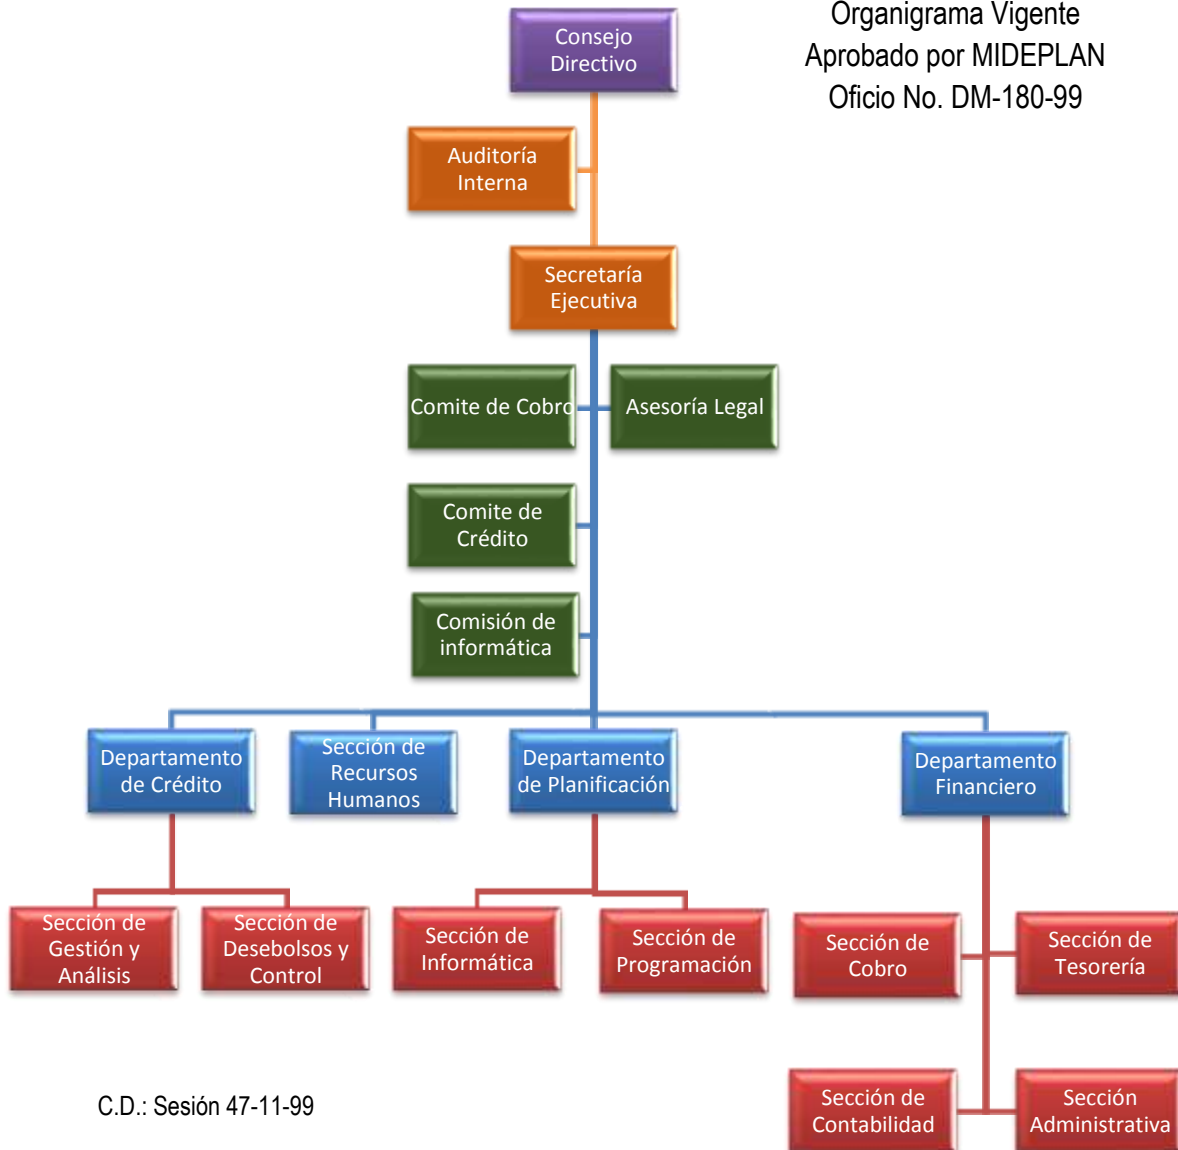 Organigrama Vigente
Aprobado por MIDEPLAN
Oficio No. DM-180-99
Consejo
Directivo
Auditoría
Interna
Secretaría
Ejecutiva
Comite de Cobro
Asesoría Legal
Comite de
Crédito
Comisión de
informática
Departamento
de Crédito
Sección de
Recursos
Humanos
Departamento
de Planificación
Departamento
Financiero
Sección de
Gestión y
Análisis
Sección de
Desebolsos y
Control
Sección de
Informática
Sección de
Programación
Sección de
Cobro
Sección de
Tesorería
Sección de
Contabilidad
Sección
Administrativa
C.D.: Sesión 47-11-99